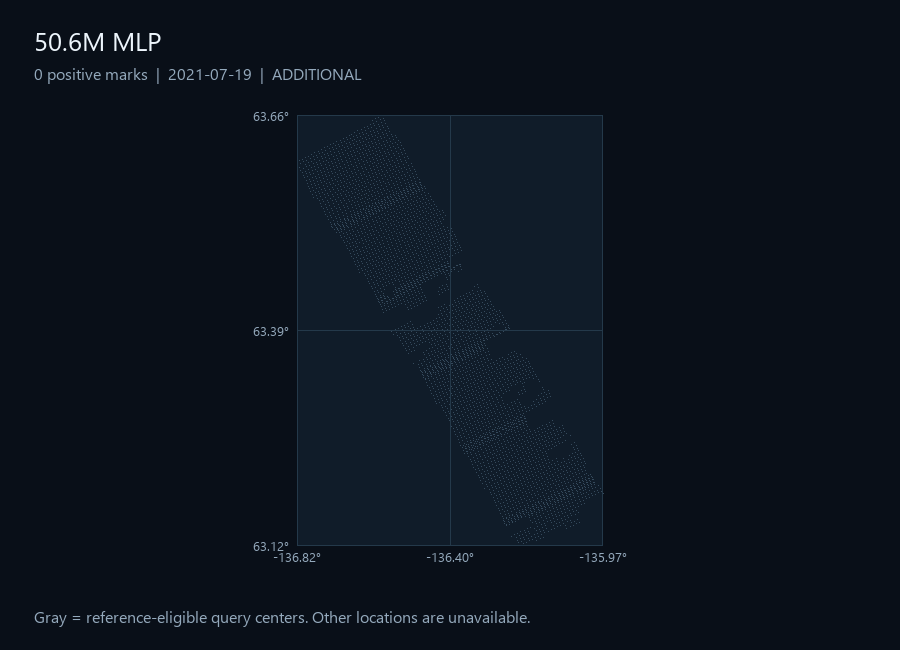 50.6M MLP
0 positive marks | 2021-07-19 | ADDITIONAL
63.66°
63.39°
63.12°
-136.82° -136.40° -135.97°
Gray = reference-eligible query centers. Other locations are unavailable.